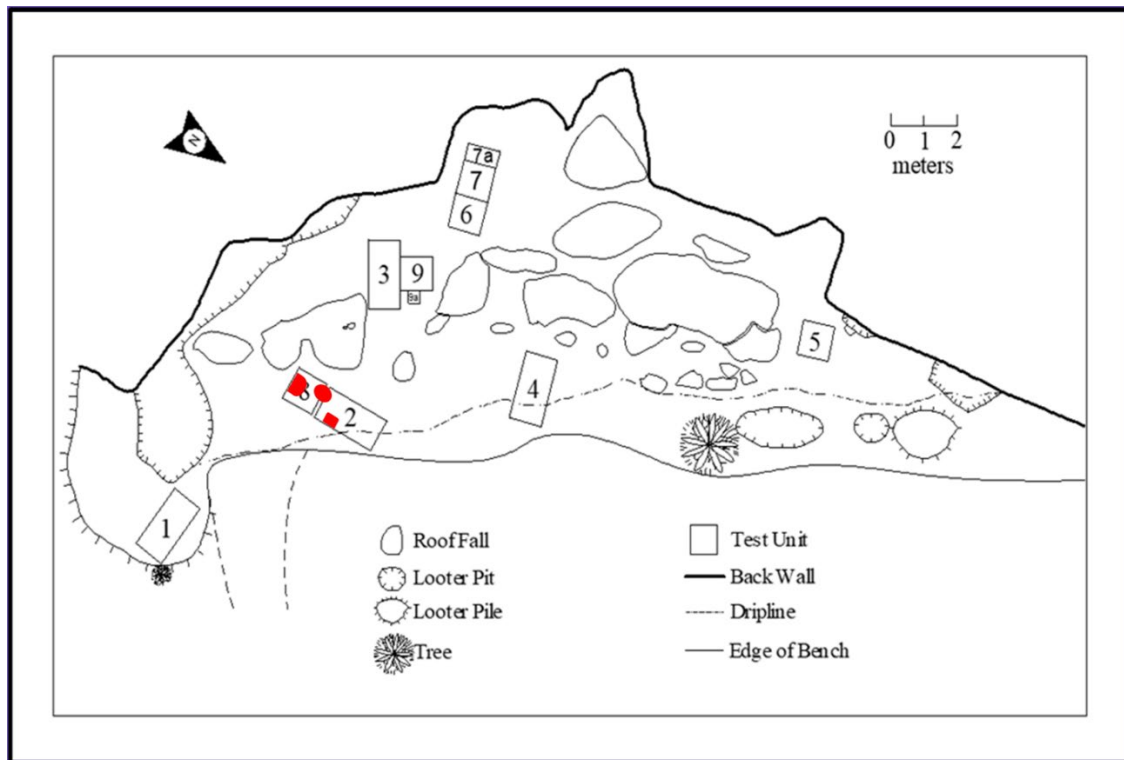 N
0 1 2
meters
7a
7
6
3
9
9a
5
8
2
4
1
Roof Fall
Looter Pit
Looter Pile
Tree
Test Unit
Back Wall
Dripline
Edge of Bench